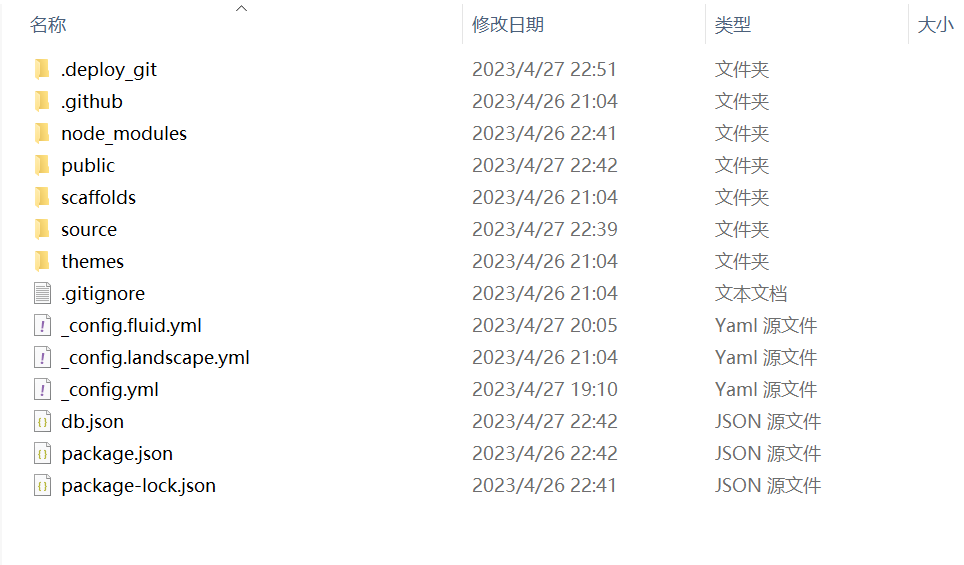 名称 修改日期 类型 大小
.deploy_git 2023/4/27 22:51 文件夹
.github 2023/4/26 21:04 文件夹
node_modules 2023/4/26 22:41 文件夹
public 2023/4/27 22:42 文件夹
scaffolds 2023/4/26 21:04 文件夹
source 2023/4/27 22:39 文件夹
themes 2023/4/26 21:04 文件夹
.gitignore 2023/4/26 21:04 文本文档
_config.fluid.yml 2023/4/27 20:05 Yaml 源文件
_config.landscape.yml 2023/4/26 21:04 Yaml 源文件
_config.yml 2023/4/27 19:10 Yaml 源文件
db.json 2023/4/27 22:42 JSON 源文件
package.json 2023/4/26 22:42 JSON 源文件
package-lock.json 2023/4/26 22:41 JSON 源文件